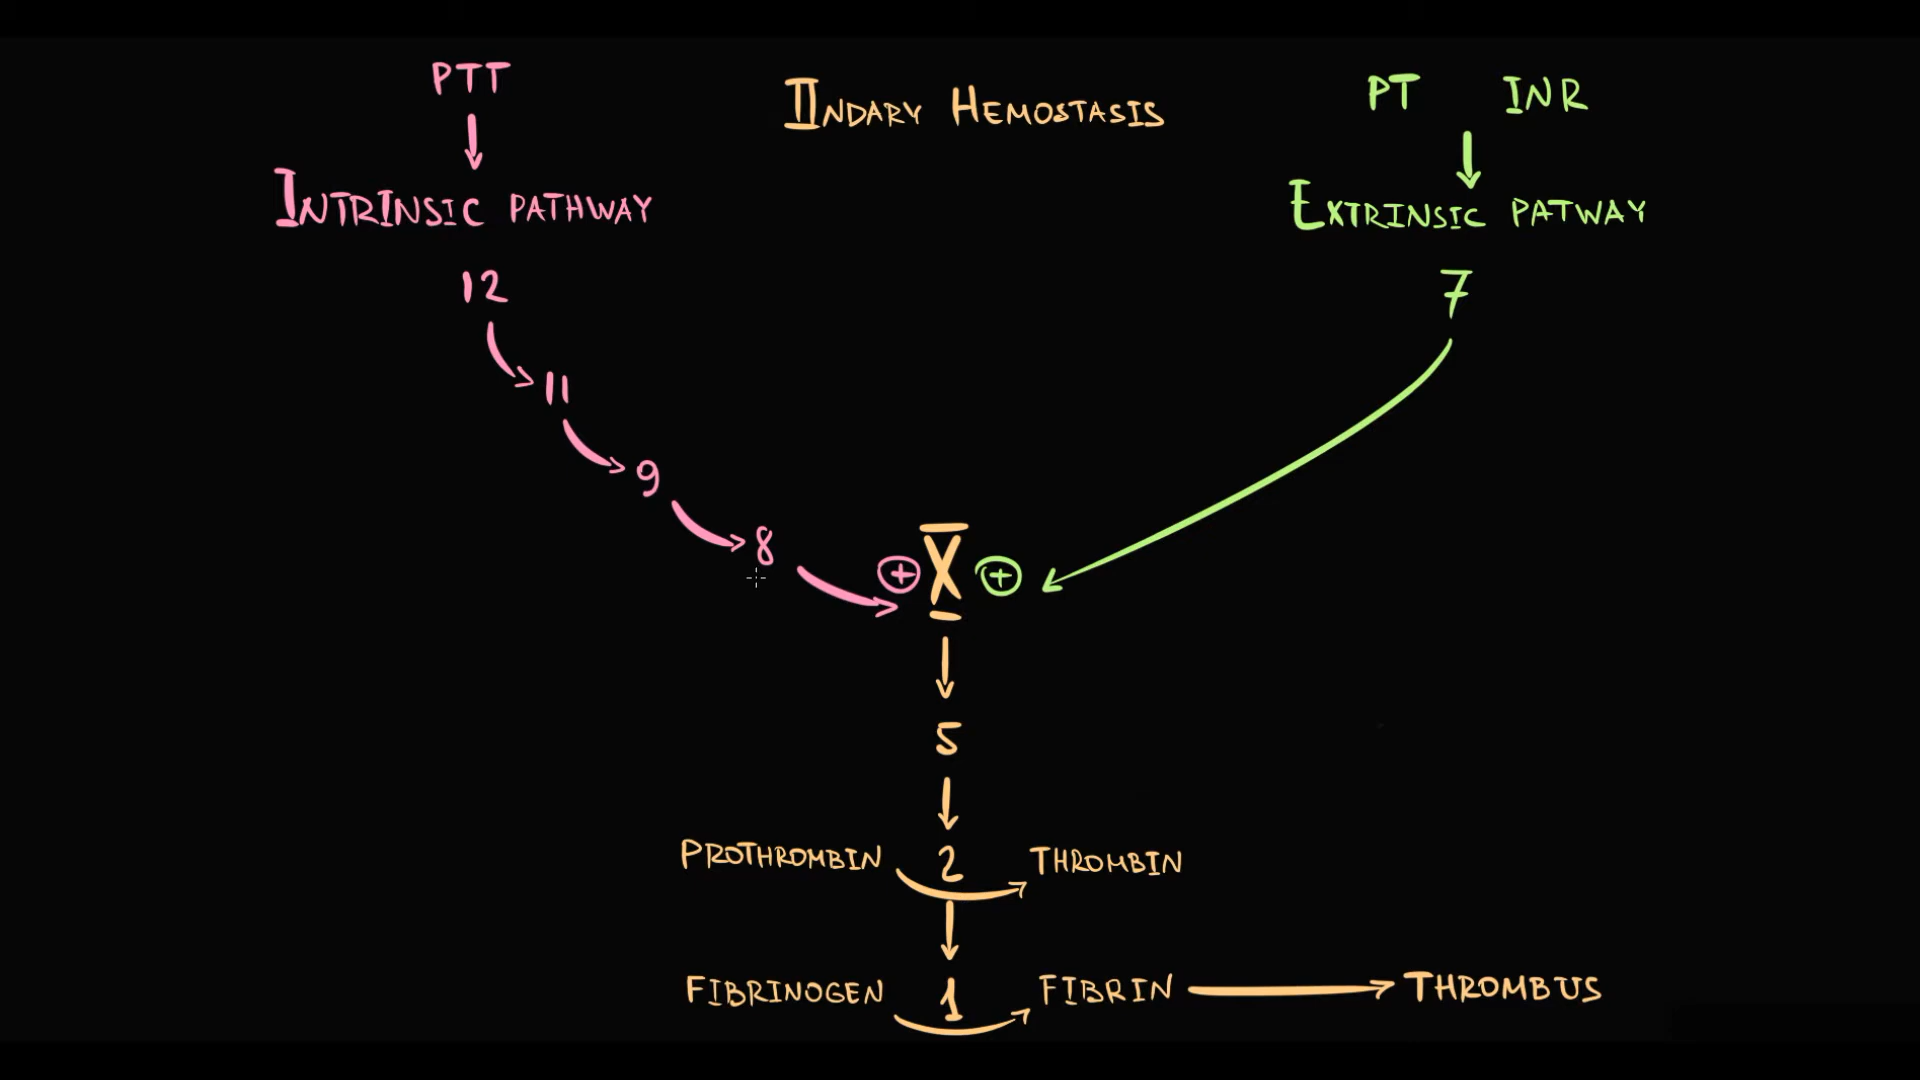 PTT
IINDARY HEMOSTASIS
PT INR
INTRINSIC PATHWAY
EXTRINSIC PATWAY
12
7
11
9
8
+ X +
5
PROTHROMBIN 2 THROMBIN
FIBRINOGEN 1 FIBRIN THROMBUS